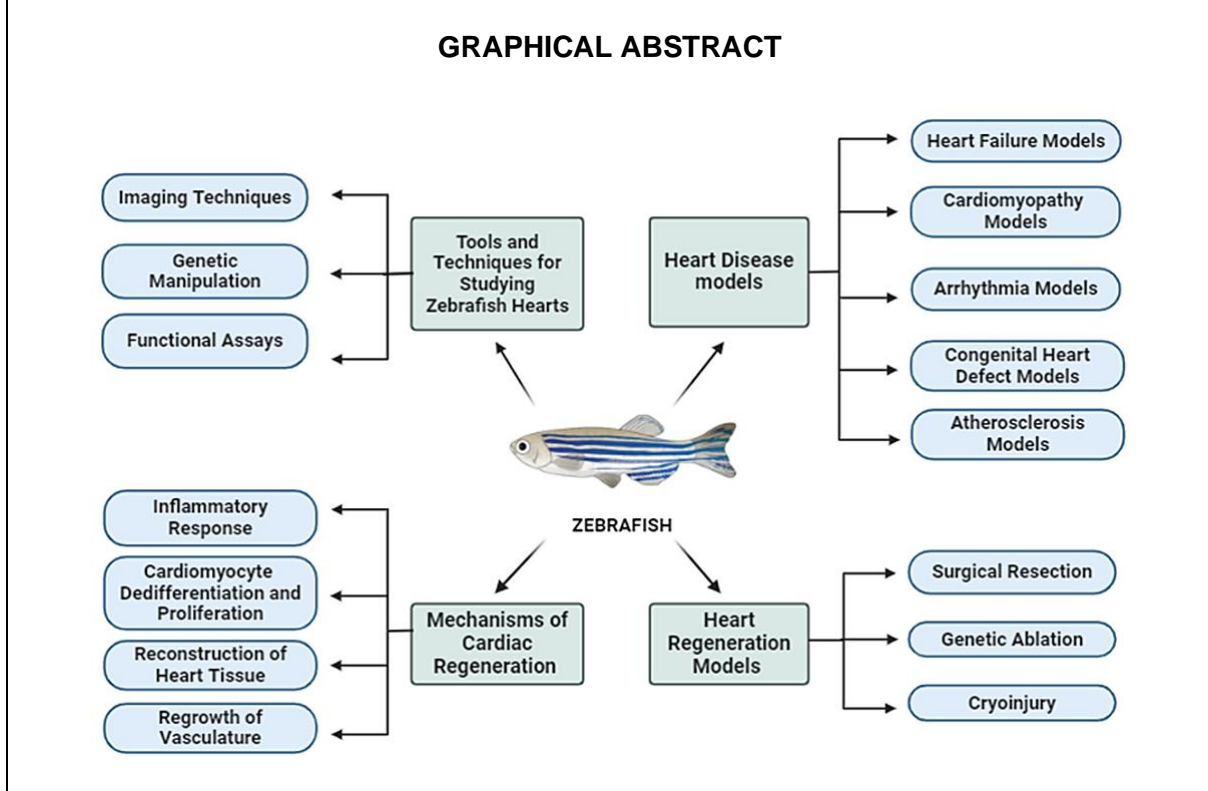 GRAPHICAL ABSTRACT
Imaging Techniques
Genetic
Manipulation
Functional Assays
Tools and
Techniques for
Studying
Zebrafish Hearts
Heart Disease
models
Heart Failure Models
Cardiomyopathy
Models
Arrhythmia Models
Congenital Heart
Defect Models
Atherosclerosis
Models
ZEBRAFISH
Inflammatory
Response
Cardiomyocyte
Dedifferentiation and
Proliferation
Reconstruction of
Heart Tissue
Regrowth of
Vasculature
Mechanisms of
Cardiac
Regeneration
Heart
Regeneration
Models
Surgical Resection
Genetic Ablation
Cryoinjury